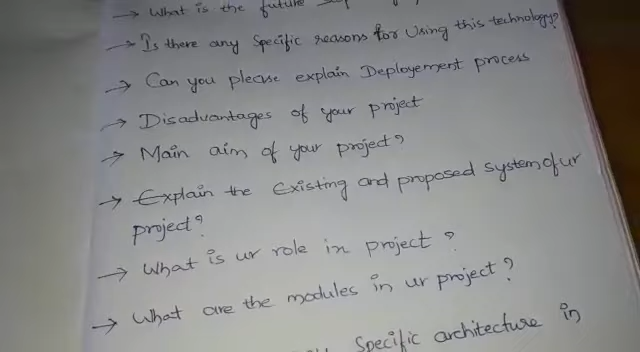 → What is the future
→ Is there any Specific reasons for Using this technology?
→ Can you please explain Deployement process
→ Disadvantages of your project
→ Main aim of your project?
→ Explain the Existing and proposed system of ur
project?
→ What is ur role in project?
→ What are the modules in ur project?
Specific architecture in